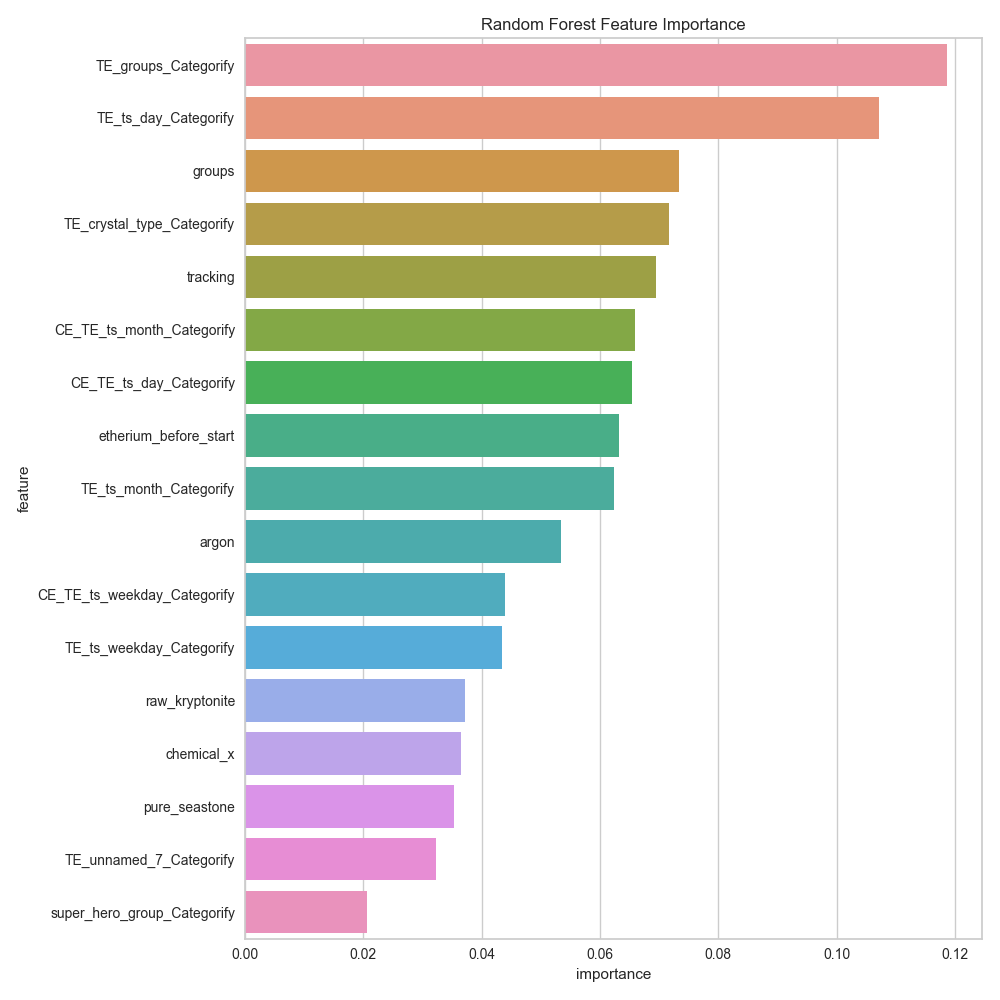 Random Forest Feature Importance
TE_groups_Categorify
TE_ts_day_Categorify
groups
TE_crystal_type_Categorify
tracking
CE_TE_ts_month_Categorify
CE_TE_ts_day_Categorify
etherium_before_start
TE_ts_month_Categorify
argon
CE_TE_ts_weekday_Categorify
TE_ts_weekday_Categorify
raw_kryptonite
chemical_x
pure_seastone
TE_unnamed_7_Categorify
super_hero_group_Categorify
feature
0.00 0.02 0.04 0.06 0.08 0.10 0.12
importance